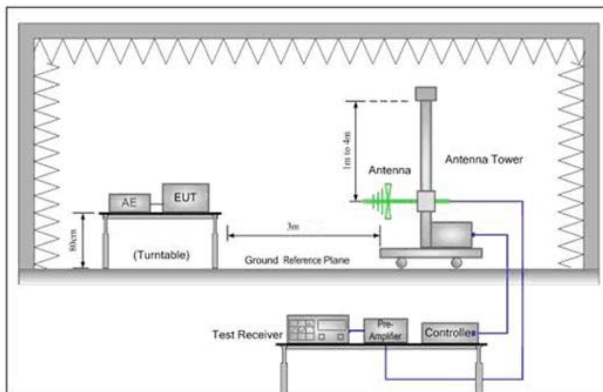 1m to 4m
Antenna
Antenna Tower
AE
EUT
80cm
(Turntable)
3m
Ground Reference Plane
Test Receiver
Pre-
Amplifier
Controller